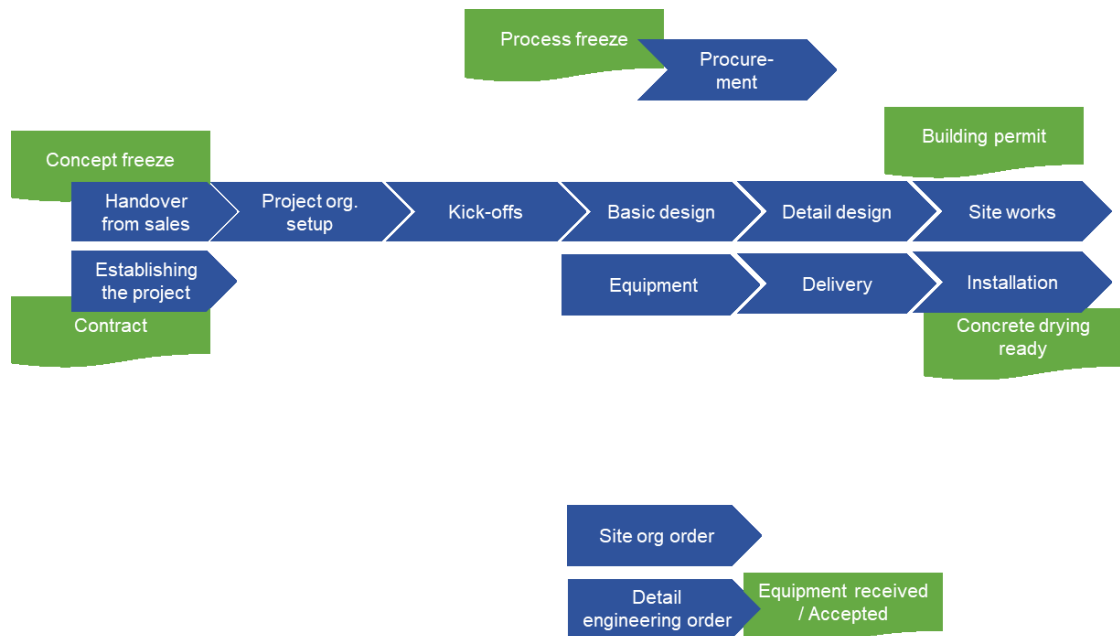 Process freeze
Procure-
ment
Building permit
Concept freeze
Handover
from sales
Project org.
setup
Kick-offs
Basic design
Detail design
Site works
Establishing
the project
Equipment
Delivery
Installation
Contract
Concrete drying
ready
Site org order
Detail
engineering order
Equipment received
/ Accepted